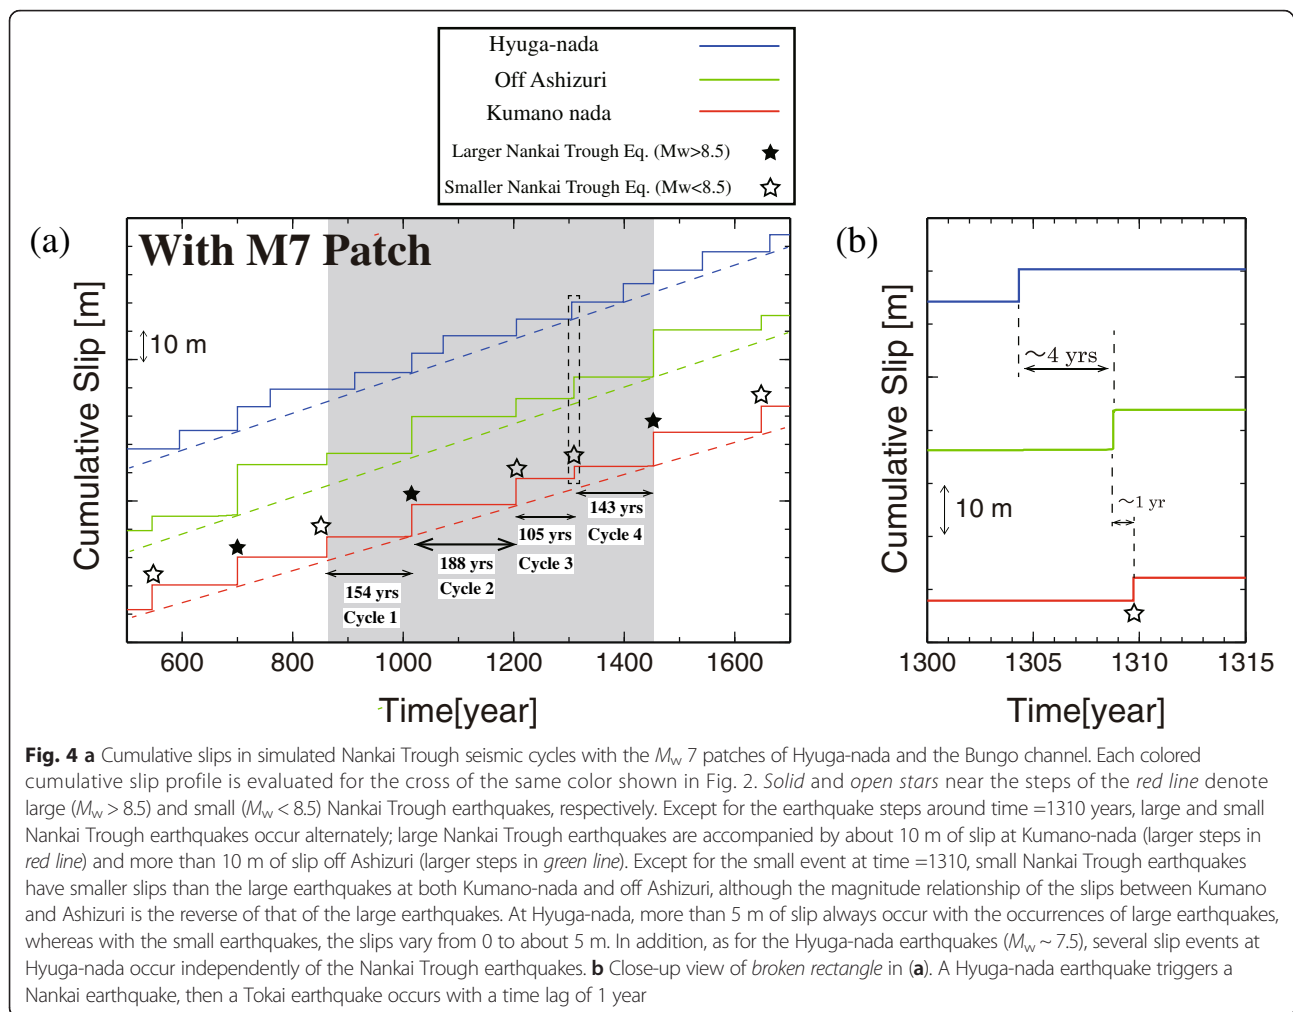 Hyuga-nada
Off Ashizuri
Kumano nada
Larger Nankai Trough Eq. (Mw>8.5)
Smaller Nankai Trough Eq. (Mw<8.5)
(a)
With M7 Patch
Cumulative Slip [m]
10 m
154 yrs
Cycle 1
188 yrs
Cycle 2
105 yrs
Cycle 3
143 yrs
Cycle 4
600 800 1000 1200 1400 1600
Time[year]
(b)
Cumulative Slip [m]
~4 yrs
~1 yr
10 m
1300 1305 1310 1315
Time[year]
Fig. 4 a Cumulative slips in simulated Nankai Trough seismic cycles with the Mw 7 patches of Hyuga-nada and the Bungo channel. Each colored
cumulative slip profile is evaluated for the cross of the same color shown in Fig. 2. Solid and open stars near the steps of the red line denote
large (Mw > 8.5) and small (Mw < 8.5) Nankai Trough earthquakes, respectively. Except for the earthquake steps around time =1310 years, large and small
Nankai Trough earthquakes occur alternately; large Nankai Trough earthquakes are accompanied by about 10 m of slip at Kumano-nada (larger steps in
red line) and more than 10 m of slip off Ashizuri (larger steps in green line). Except for the small event at time =1310, small Nankai Trough earthquakes
have smaller slips than the large earthquakes at both Kumano-nada and off Ashizuri, although the magnitude relationship of the slips between Kumano
and Ashizuri is the reverse of that of the large earthquakes. At Hyuga-nada, more than 5 m of slip always occur with the occurrences of large earthquakes,
whereas with the small earthquakes, the slips vary from 0 to about 5 m. In addition, as for the Hyuga-nada earthquakes (Mw ~ 7.5), several slip events at
Hyuga-nada occur independently of the Nankai Trough earthquakes. b Close-up view of broken rectangle in (a). A Hyuga-nada earthquake triggers a
Nankai earthquake, then a Tokai earthquake occurs with a time lag of 1 year